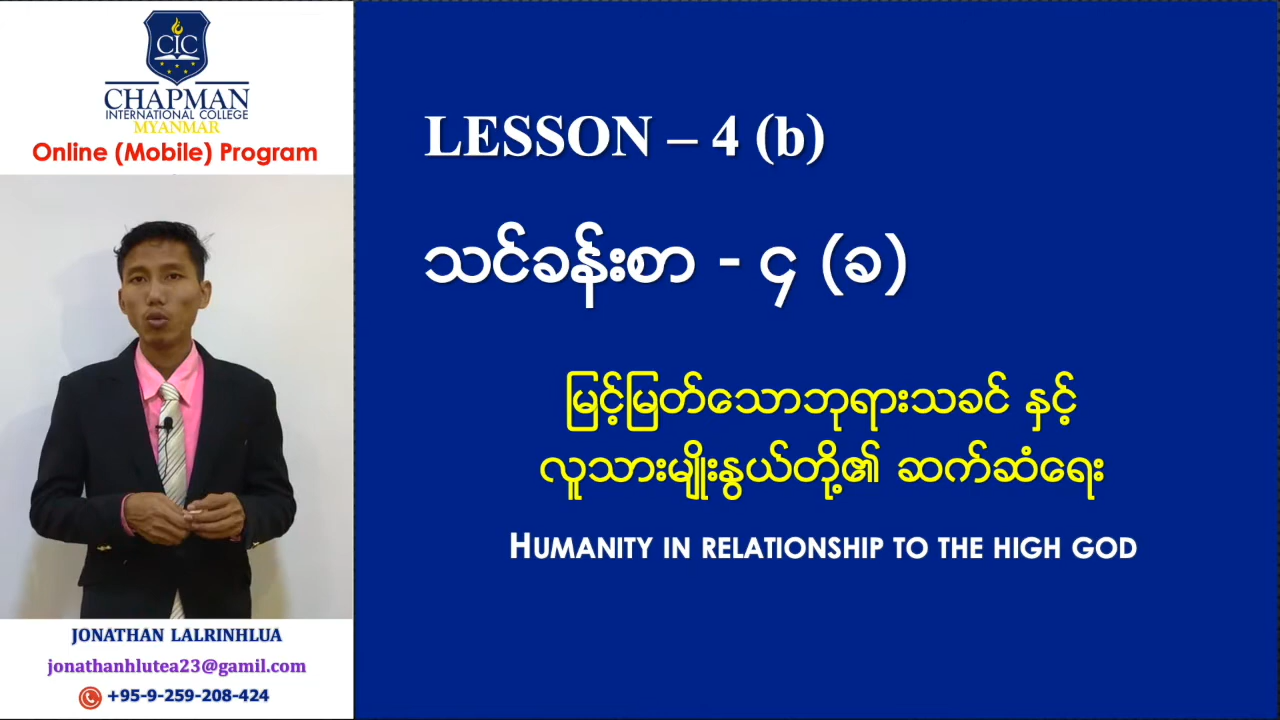 CIC
CHAPMAN
INTERNATIONAL COLLEGE
MYANMAR
Online (Mobile) Program
JONATHAN LALRINHLUA
jonathanhlutea23@gamil.com
+95-9-259-208-424
LESSON – 4 (b)
သင်ခန်းစာ - ၄ (ခ)
မြင့်မြတ်သောဘုရားသခင် နှင့်
လူသားမျိုးနွယ်တို့၏ ဆက်ဆံရေး
HUMANITY IN RELATIONSHIP TO THE HIGH GOD